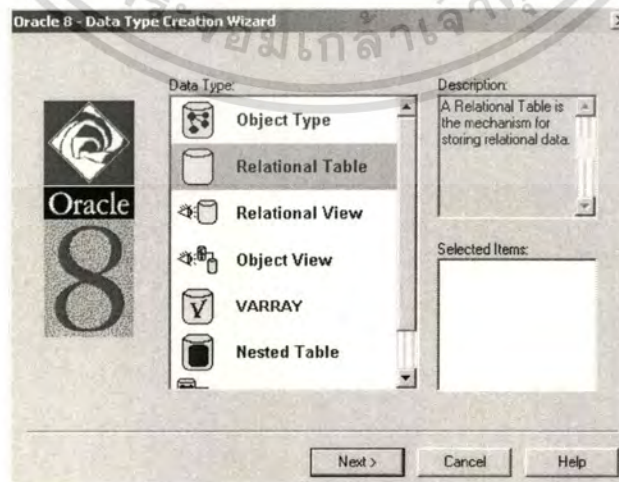 Oracle 8 - Data Type Creation Wizard
Data Type:
Object Type
Relational Table
Relational View
Object View
VARRAY
Nested Table
Description:
A Relational Table is
the mechanism for
storing relational data.
Selected Items:
Oracle
8
Next >
Cancel
Help